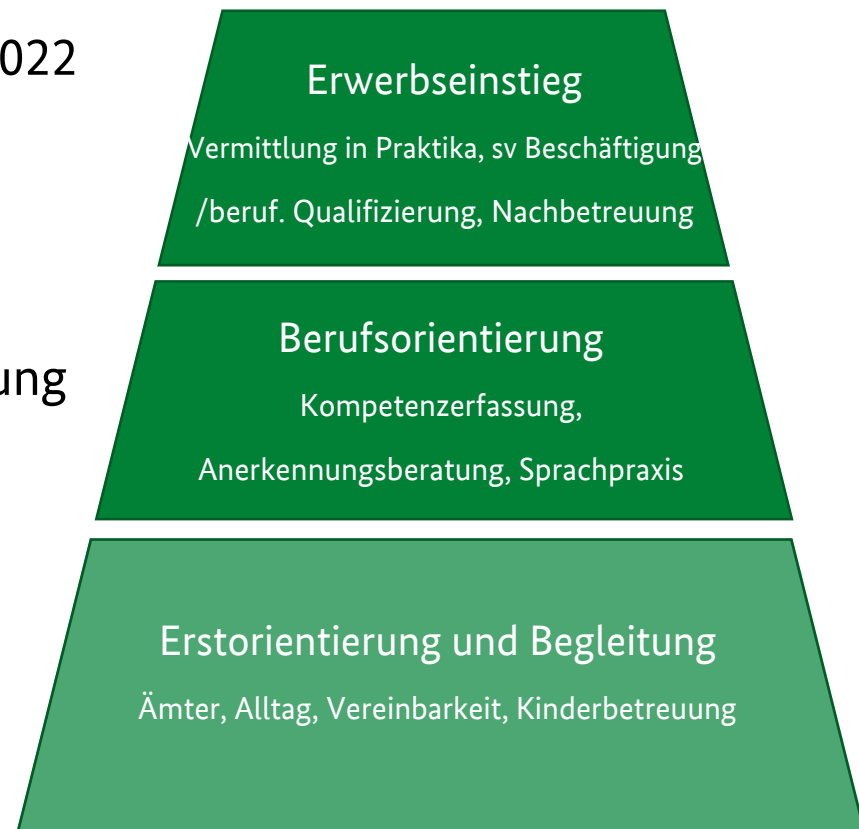 022
Erwerbseinstieg
Vermittlung in Praktika, sv Beschäftigung
/beruf. Qualifizierung, Nachbetreuung
Berufsorientierung
ung
Kompetenzerfassung,
Anerkennungsberatung, Sprachpraxis
Erstorientierung und Begleitung
Ämter, Alltag, Vereinbarkeit, Kinderbetreuung